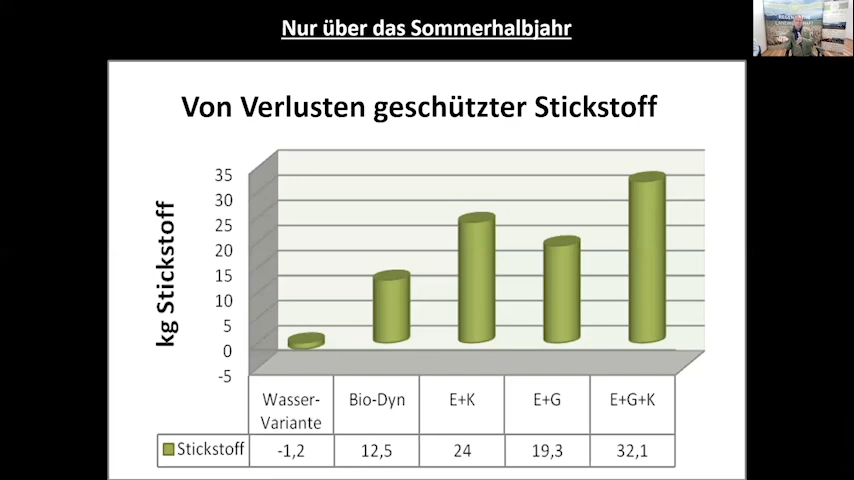 Nur über das Sommerhalbjahr
Von Verlusten geschützter Stickstoff
kg Stickstoff
35
30
25
20
15
10
5
0
-5
Wasser-
Variante
Bio-Dyn
E+K
E+G
E+G+K
Stickstoff
-1,2
12,5
24
19,3
32,1